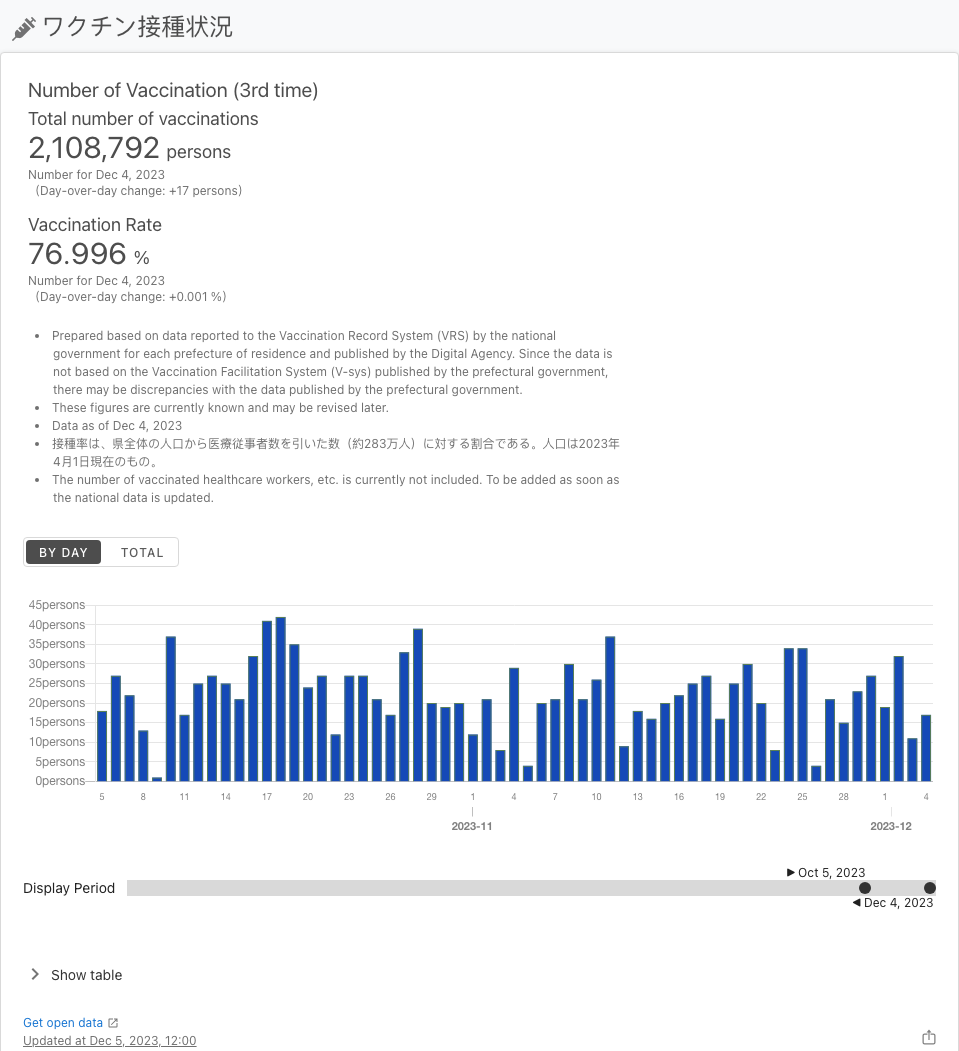 ワクチン接種状況
Number of Vaccination (3rd time)
Total number of vaccinations
2,108,792 persons
Number for Dec 4, 2023
(Day-over-day change: +17 persons)
Vaccination Rate
76.996 %
Number for Dec 4, 2023
(Day-over-day change: +0.001 %)
• Prepared based on data reported to the Vaccination Record System (VRS) by the national
government for each prefecture of residence and published by the Digital Agency. Since the data is
not based on the Vaccination Facilitation System (V-sys) published by the prefectural government,
there may be discrepancies with the data published by the prefectural government.
• These figures are currently known and may be revised later.
• Data as of Dec 4, 2023
• 接種率は、県全体の人口から医療従事者数を引いた数（約283万人）に対する割合である。人口は2023年
4月1日現在のもの。
• The number of vaccinated healthcare workers, etc. is currently not included. To be added as soon as
the national data is updated.
BY DAY TOTAL
45persons
40persons
35persons
30persons
25persons
20persons
15persons
10persons
5persons
0persons
5 8 11 14 17 20 23 26 29 1 4 7 10 13 16 19 22 25 28 1 4
2023-11 2023-12
Oct 5, 2023
Display Period
Dec 4, 2023
Show table
Get open data
Updated at Dec 5, 2023, 12:00